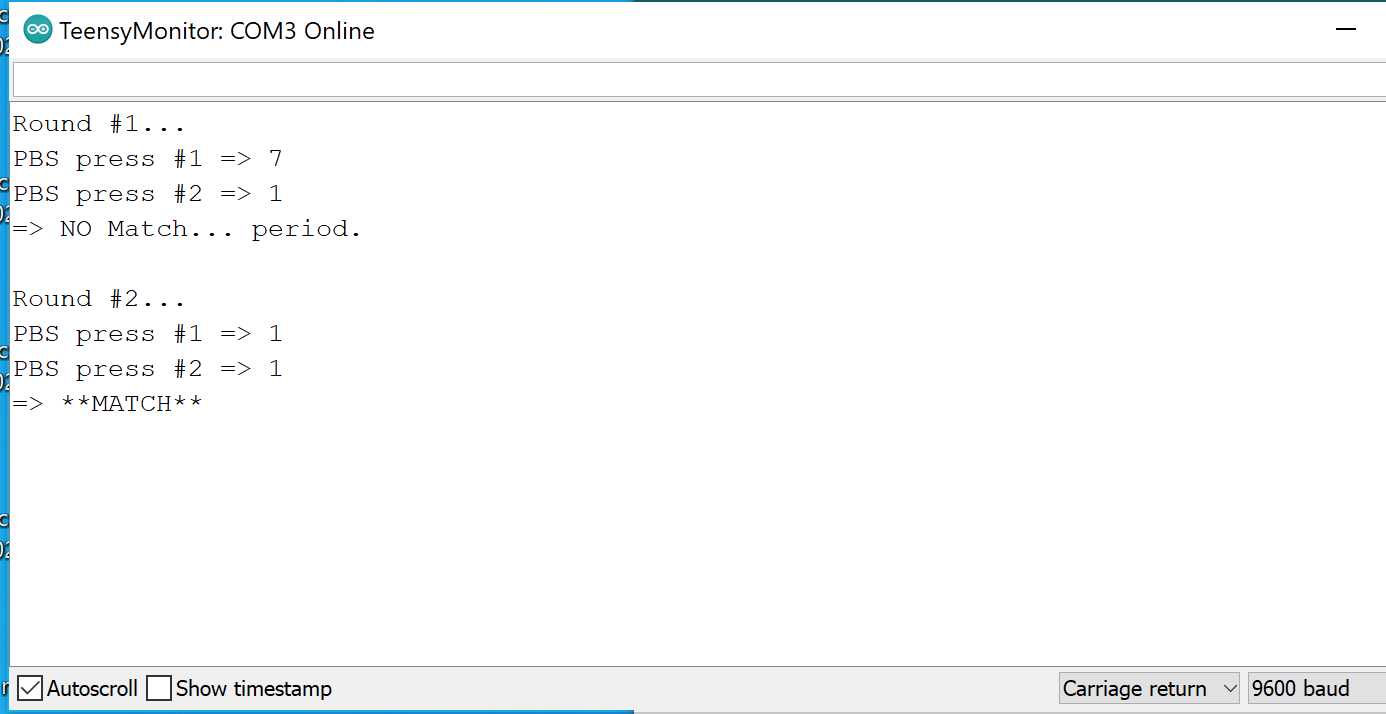 TeensyMonitor: COM3 Online
Round #1...
PBS press #1 => 7
PBS press #2 => 1
=> NO Match... period.
Round #2...
PBS press #1 => 1
PBS press #2 => 1
=> **MATCH**
Autoscroll Show timestamp Carriage return 9600 baud